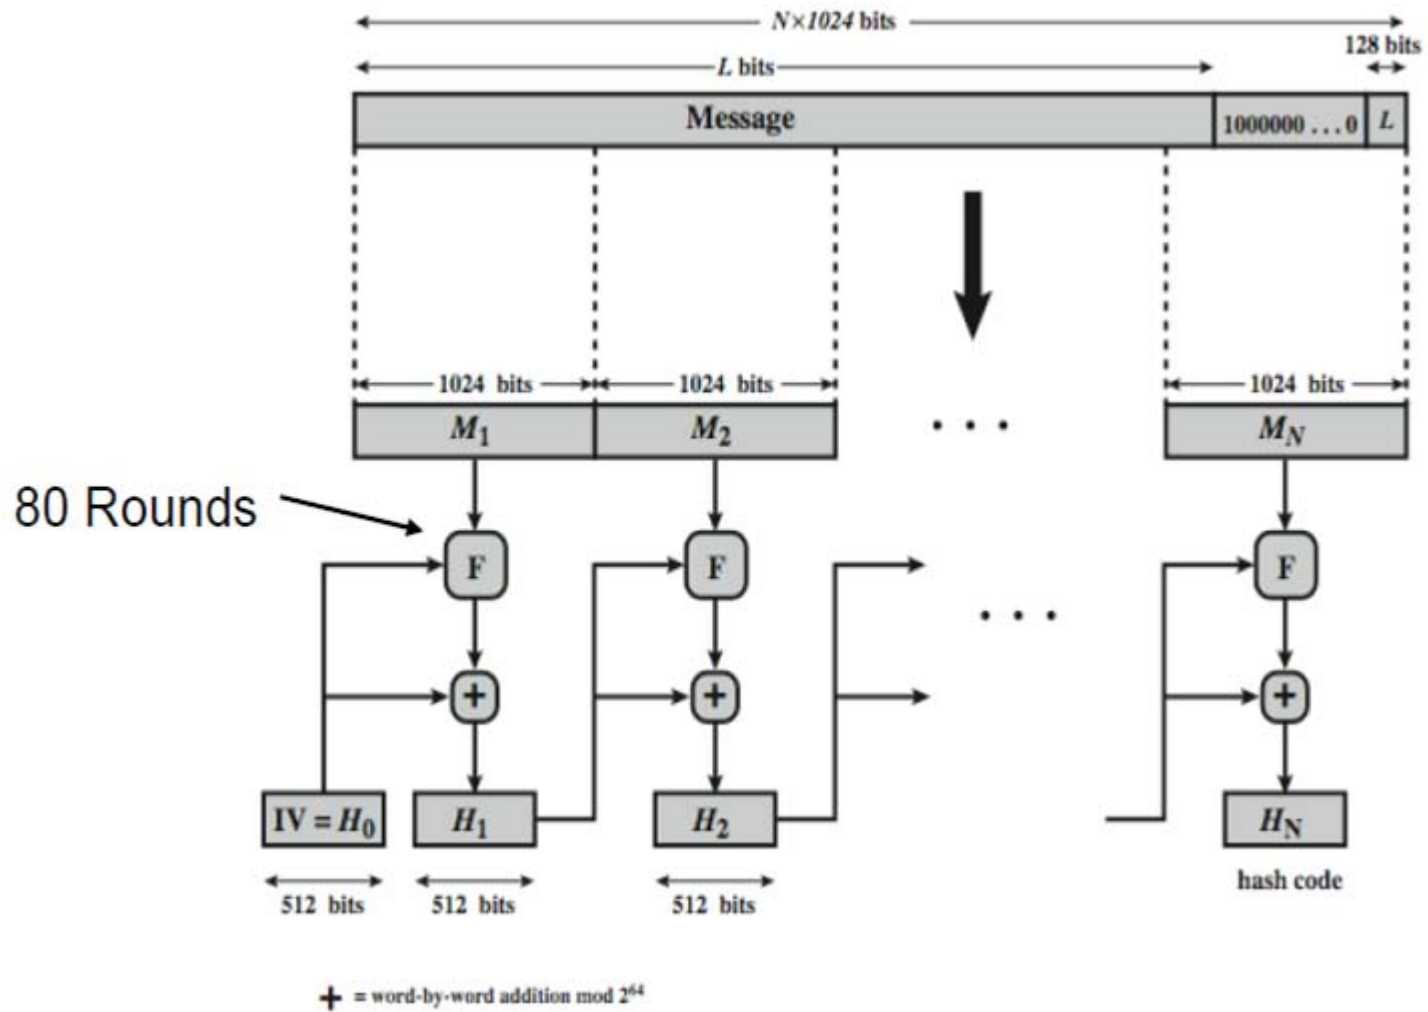 N×1024 bits
128 bits
L bits
Message
1000000 . . . 0
L
1024 bits
1024 bits
1024 bits
M1
M2
. . .
MN
80 Rounds
F
F
F
. . .
+
+
+
IV = H0
H1
H2
HN
hash code
512 bits
512 bits
512 bits
+ = word-by-word addition mod 2^64